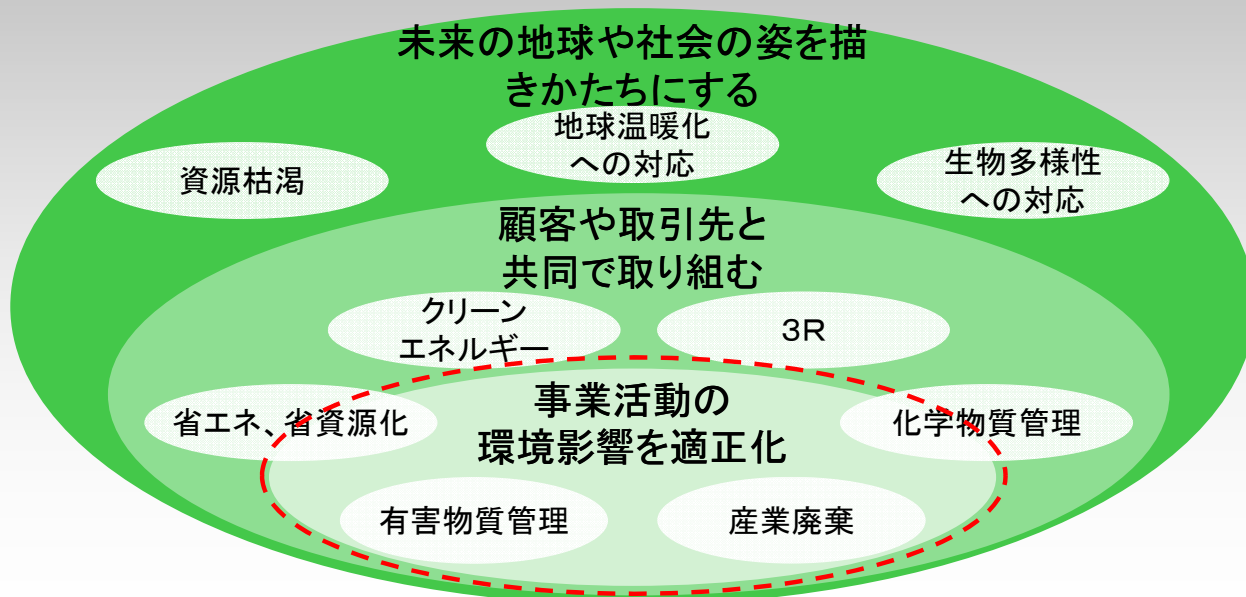 未来の地球や社会の姿を描
きかたちにする
地球温暖化
への対応
資源枯渇
生物多様性
への対応
顧客や取引先と
共同で取り組む
クリーン
エネルギー
3R
省エネ、省資源化
事業活動の
環境影響を適正化
化学物質管理
有害物質管理
産業廃棄